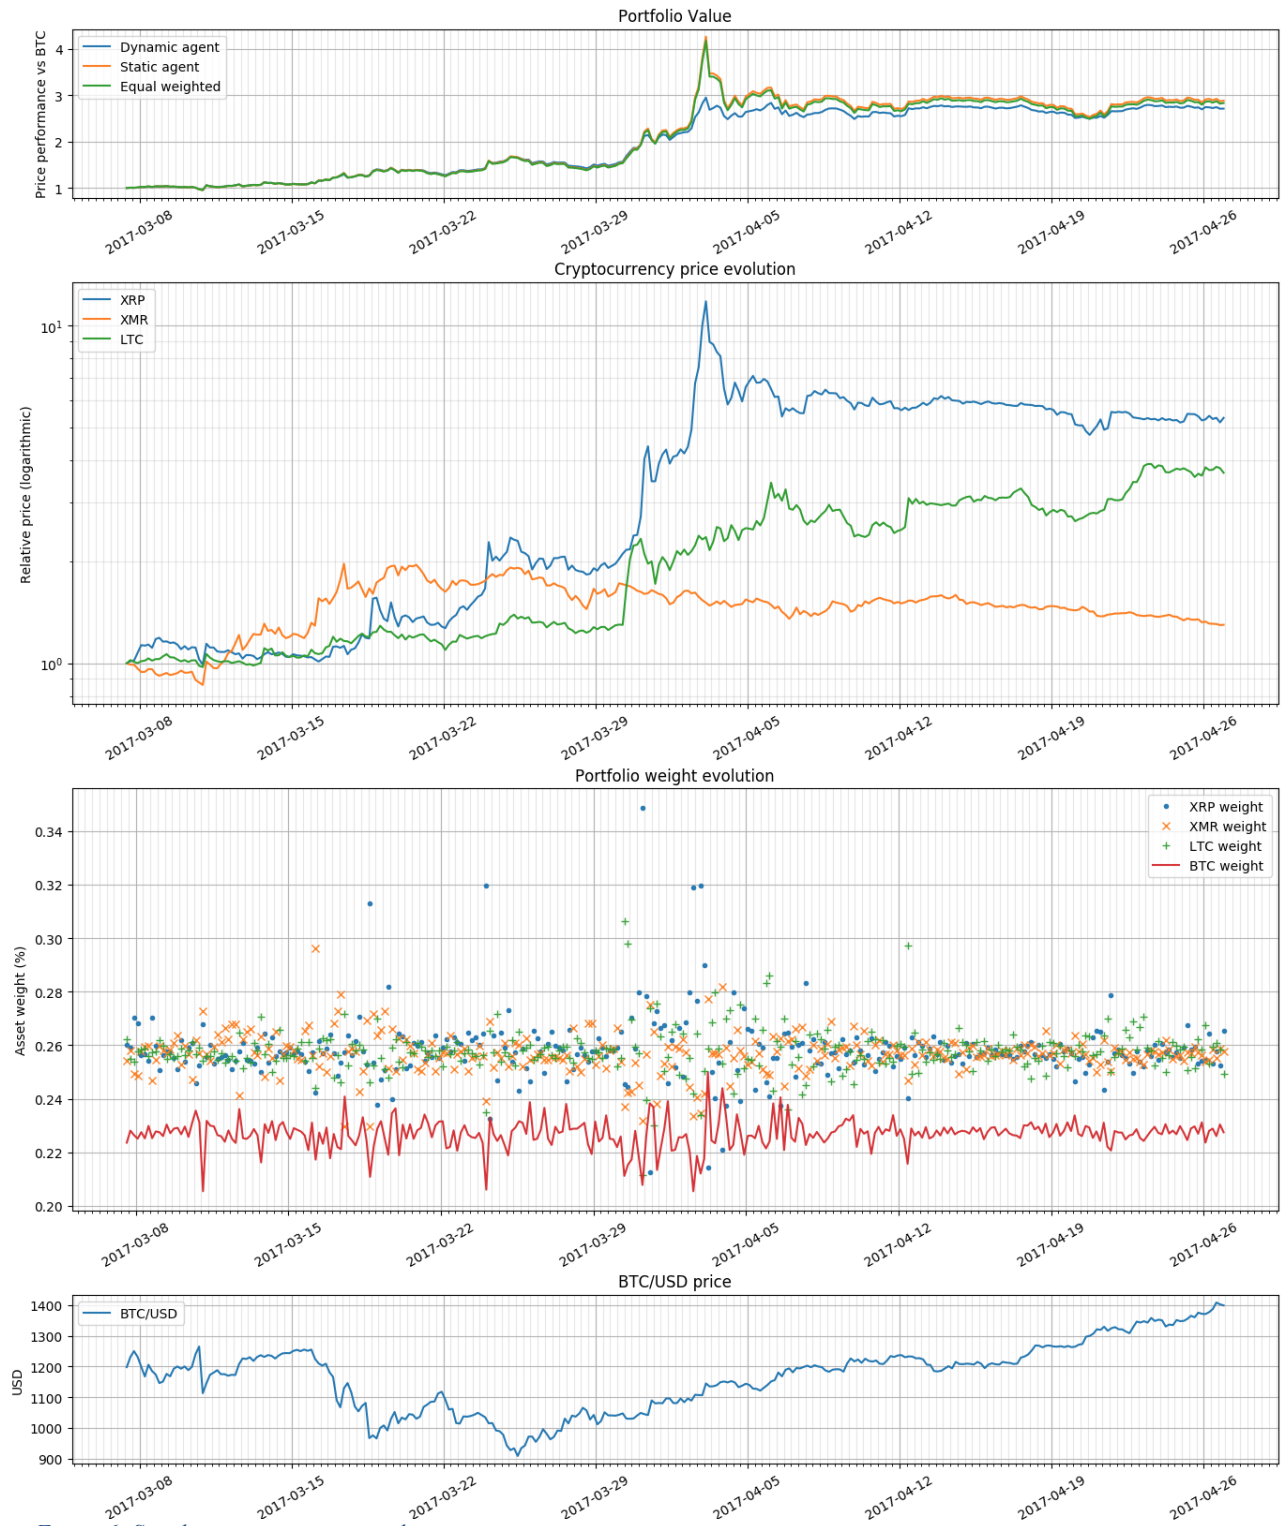 Portfolio Value
Price performance vs BTC
Dynamic agent
Static agent
Equal weighted
4
3
2
1
2017-03-08 2017-03-15 2017-03-22 2017-03-29 2017-04-05 2017-04-12 2017-04-19 2017-04-26
Cryptocurrency price evolution
Relative price (logarithmic)
XRP
XMR
LTC
10^1
10^0
2017-03-08 2017-03-15 2017-03-22 2017-03-29 2017-04-05 2017-04-12 2017-04-19 2017-04-26
Portfolio weight evolution
Asset weight (%)
XRP weight
XMR weight
LTC weight
BTC weight
0.34
0.32
0.30
0.28
0.26
0.24
0.22
0.20
2017-03-08 2017-03-15 2017-03-22 2017-03-29 2017-04-05 2017-04-12 2017-04-19 2017-04-26
BTC/USD price
USD
BTC/USD
1400
1300
1200
1100
1000
900
2017-03-08 2017-03-15 2017-03-22 2017-03-29 2017-04-05 2017-04-12 2017-04-19 2017-04-26